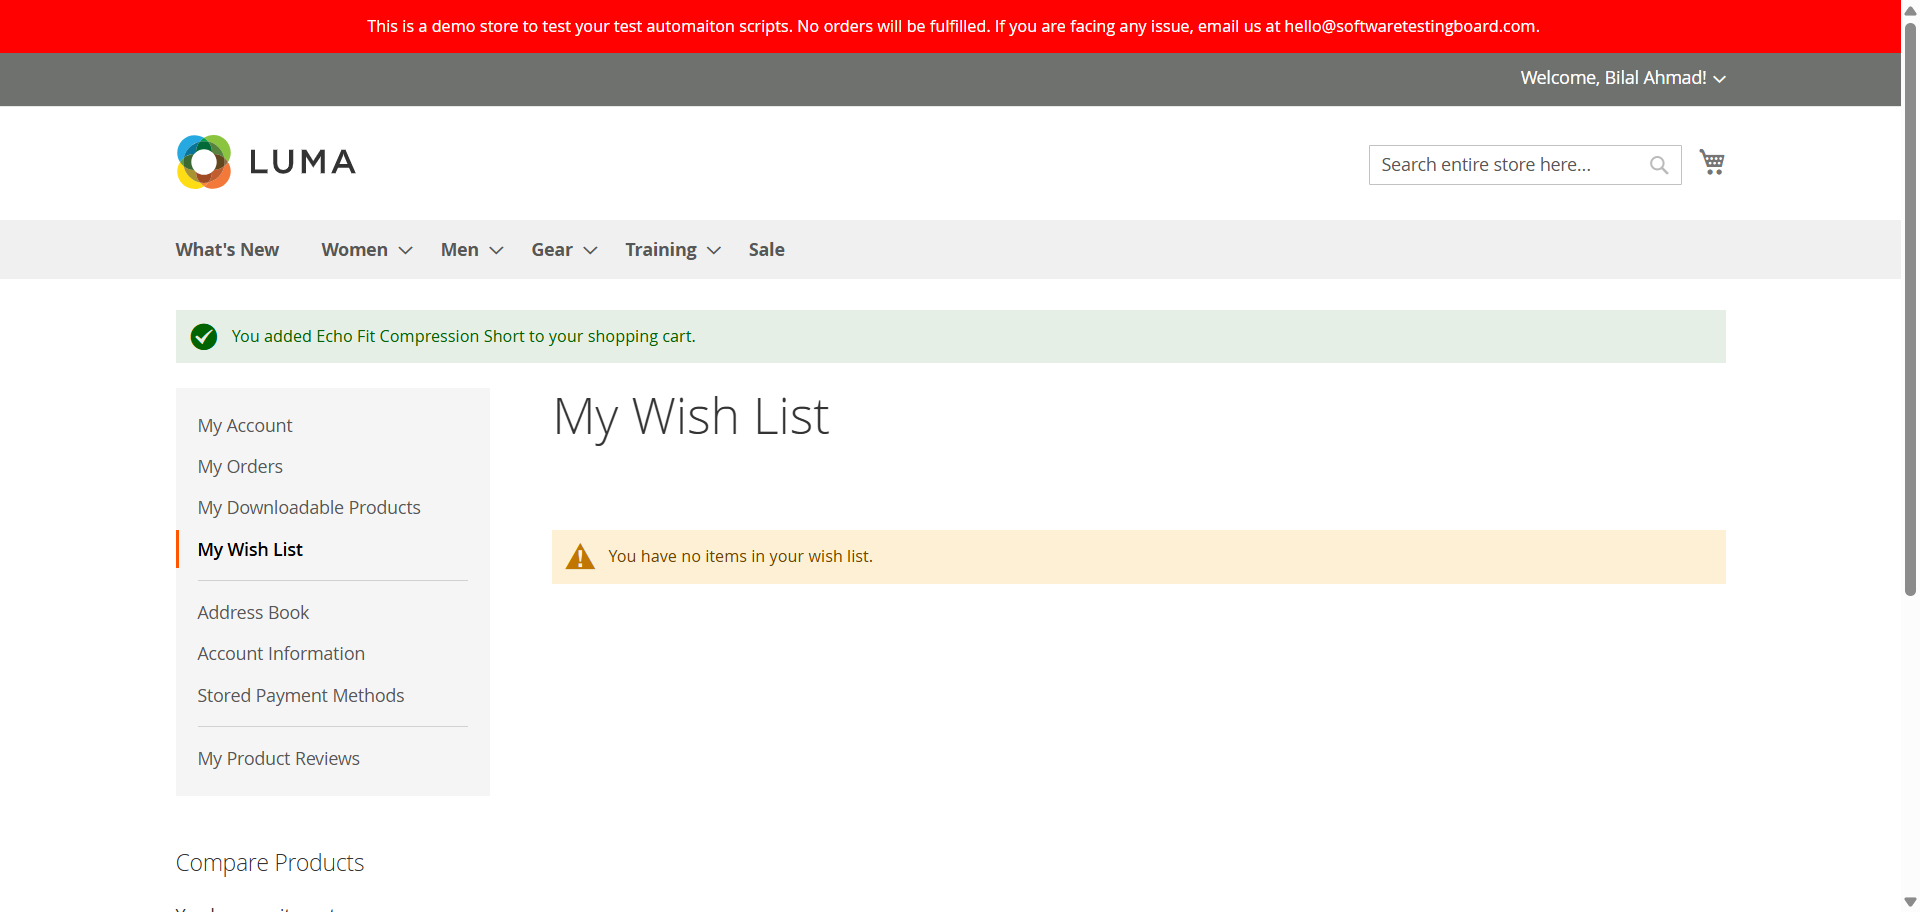 This is a demo store to test your test automaiton scripts. No orders will be fulfilled. If you are facing any issue, email us at hello@softwaretestingboard.com.
Welcome, Bilal Ahmad!
LUMA
Search entire store here...
What's New Women Men Gear Training Sale
You added Echo Fit Compression Short to your shopping cart.
My Account
My Orders
My Downloadable Products
My Wish List
Address Book
Account Information
Stored Payment Methods
My Product Reviews
My Wish List
You have no items in your wish list.
Compare Products